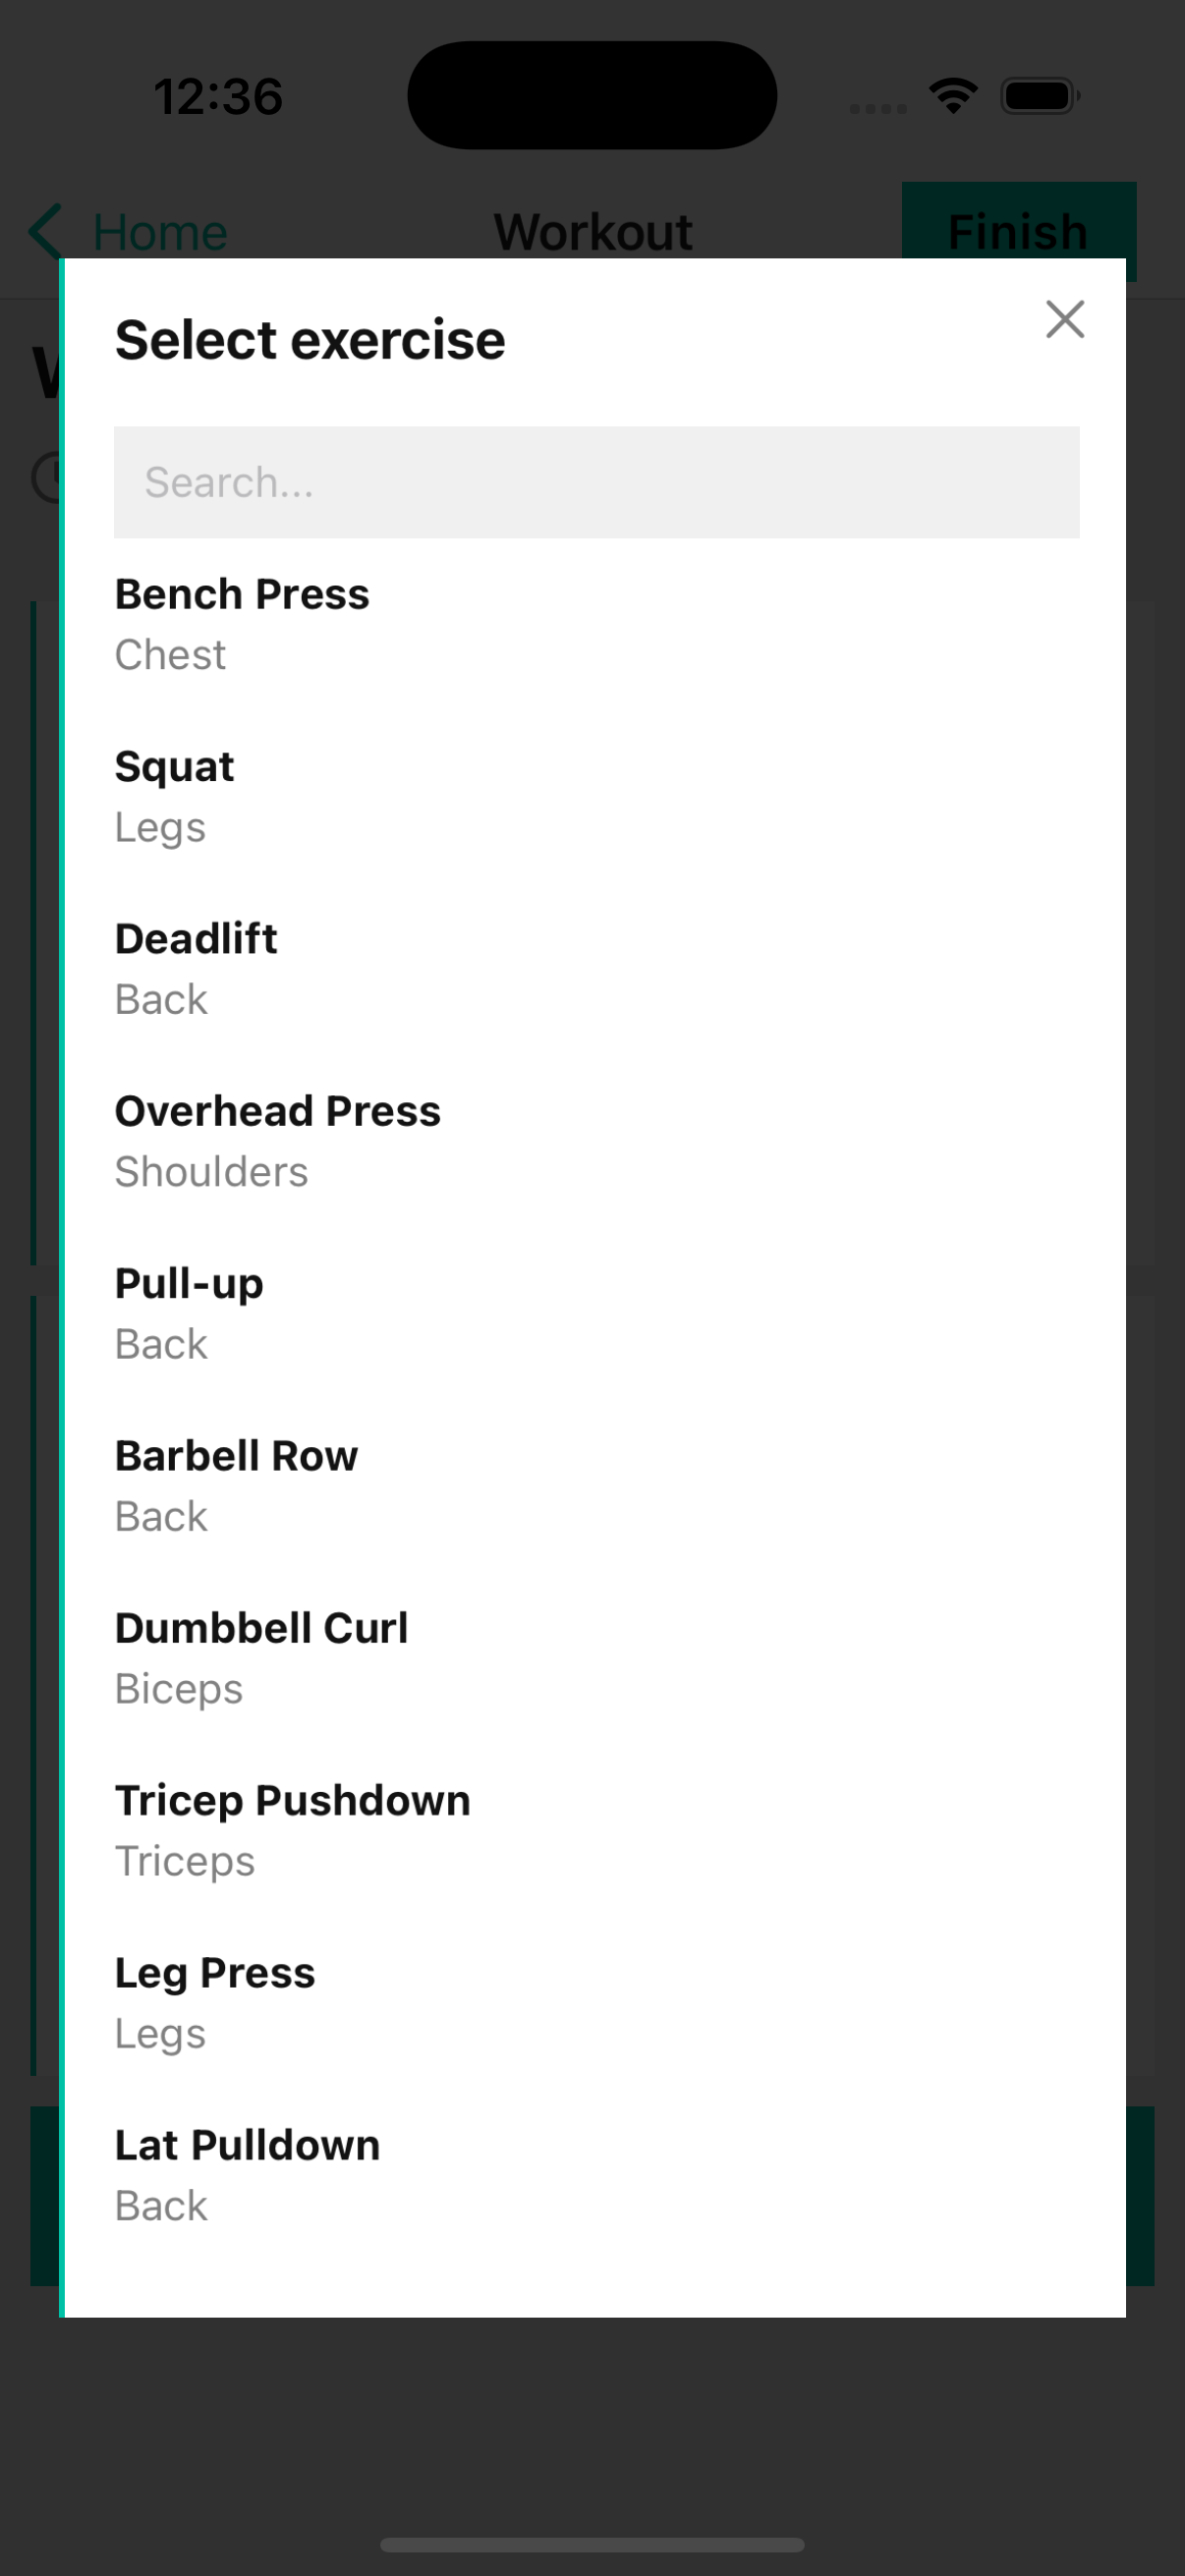 12:36
Home
Workout
Finish
Select exercise
Search...
Bench Press
Chest
Squat
Legs
Deadlift
Back
Overhead Press
Shoulders
Pull-up
Back
Barbell Row
Back
Dumbbell Curl
Biceps
Tricep Pushdown
Triceps
Leg Press
Legs
Lat Pulldown
Back